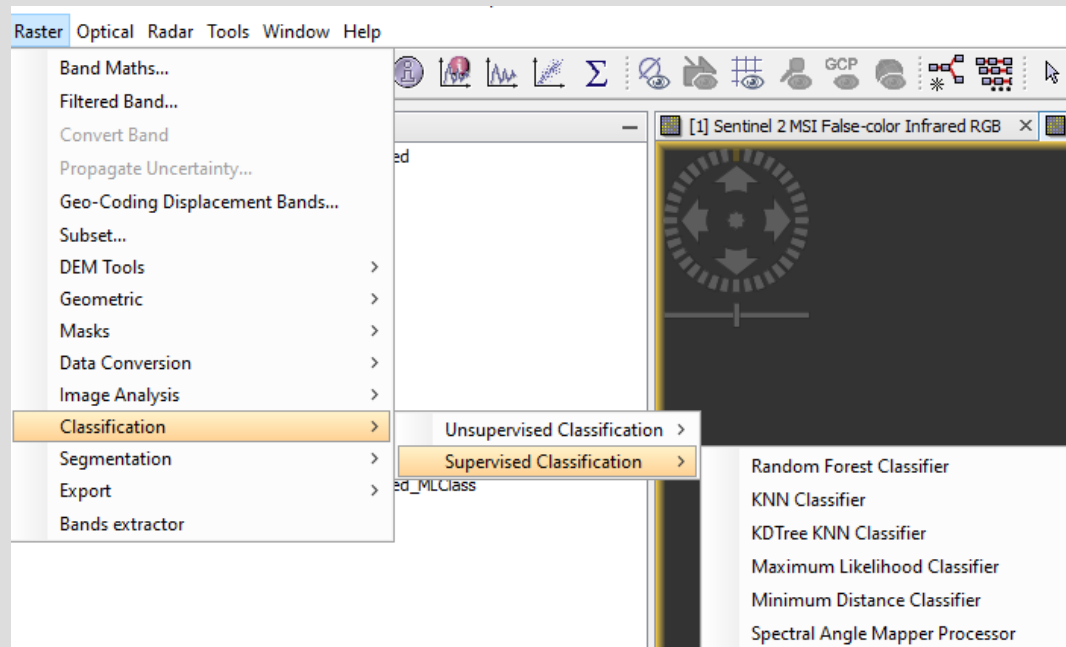 Raster Optical Radar Tools Window Help
Band Maths...
Filtered Band...
Convert Band
Propagate Uncertainty...
Geo-Coding Displacement Bands...
Subset...
DEM Tools
Geometric
Masks
Data Conversion
Image Analysis
Classification
Segmentation
Export
Bands extractor
GCP
[1] Sentinel 2 MSI False-color Infrared RGB
ed
Unsupervised Classification
Supervised Classification
ed_MLClass
Random Forest Classifier
KNN Classifier
KDTree KNN Classifier
Maximum Likelihood Classifier
Minimum Distance Classifier
Spectral Angle Mapper Processor